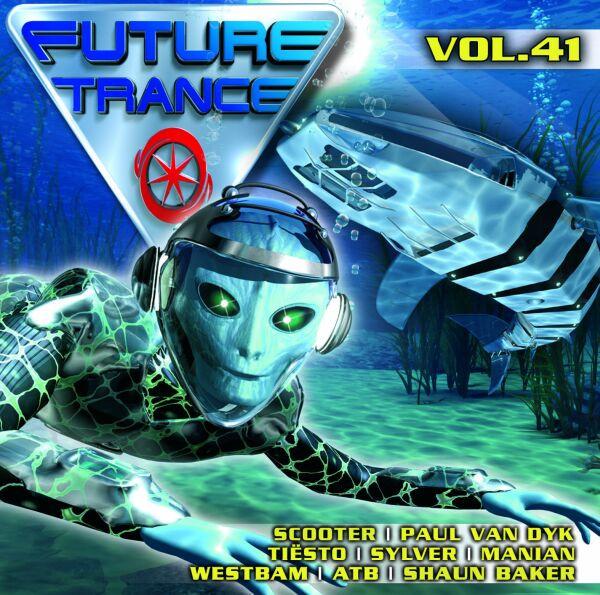 FUTURE
TRANCE
VOL.41
SCOOTER | PAUL VAN DYK
TIËSTO | SYLVER | MANIAN
WESTBAM | ATB | SHAUN BAKER